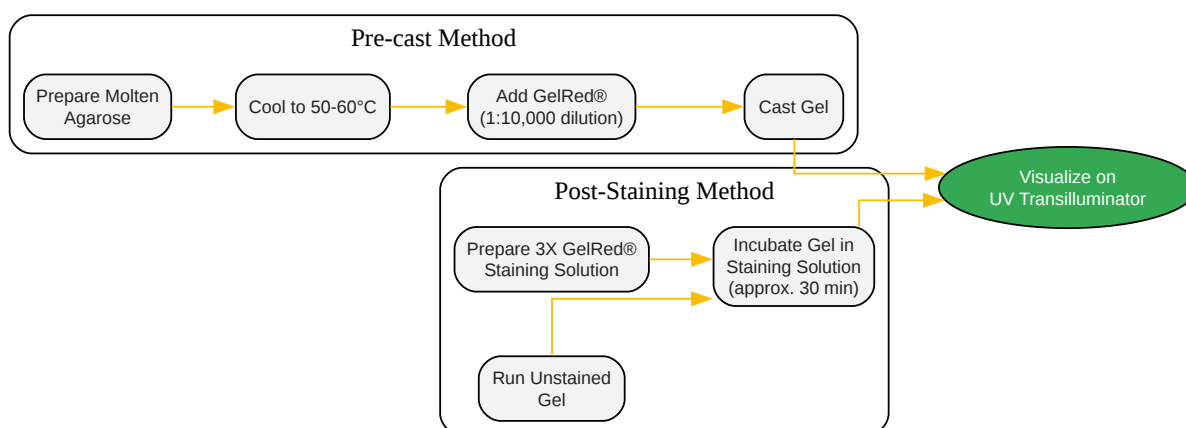 Pre-cast Method
Prepare Molten
Agarose
Cool to 50-60°C
Add GelRed®
(1:10,000 dilution)
Cast Gel
Visualize on
UV Transilluminator
Post-Staining Method
Prepare 3X GelRed®
Staining Solution
Incubate Gel in
Staining Solution
(approx. 30 min)
Run Unstained
Gel